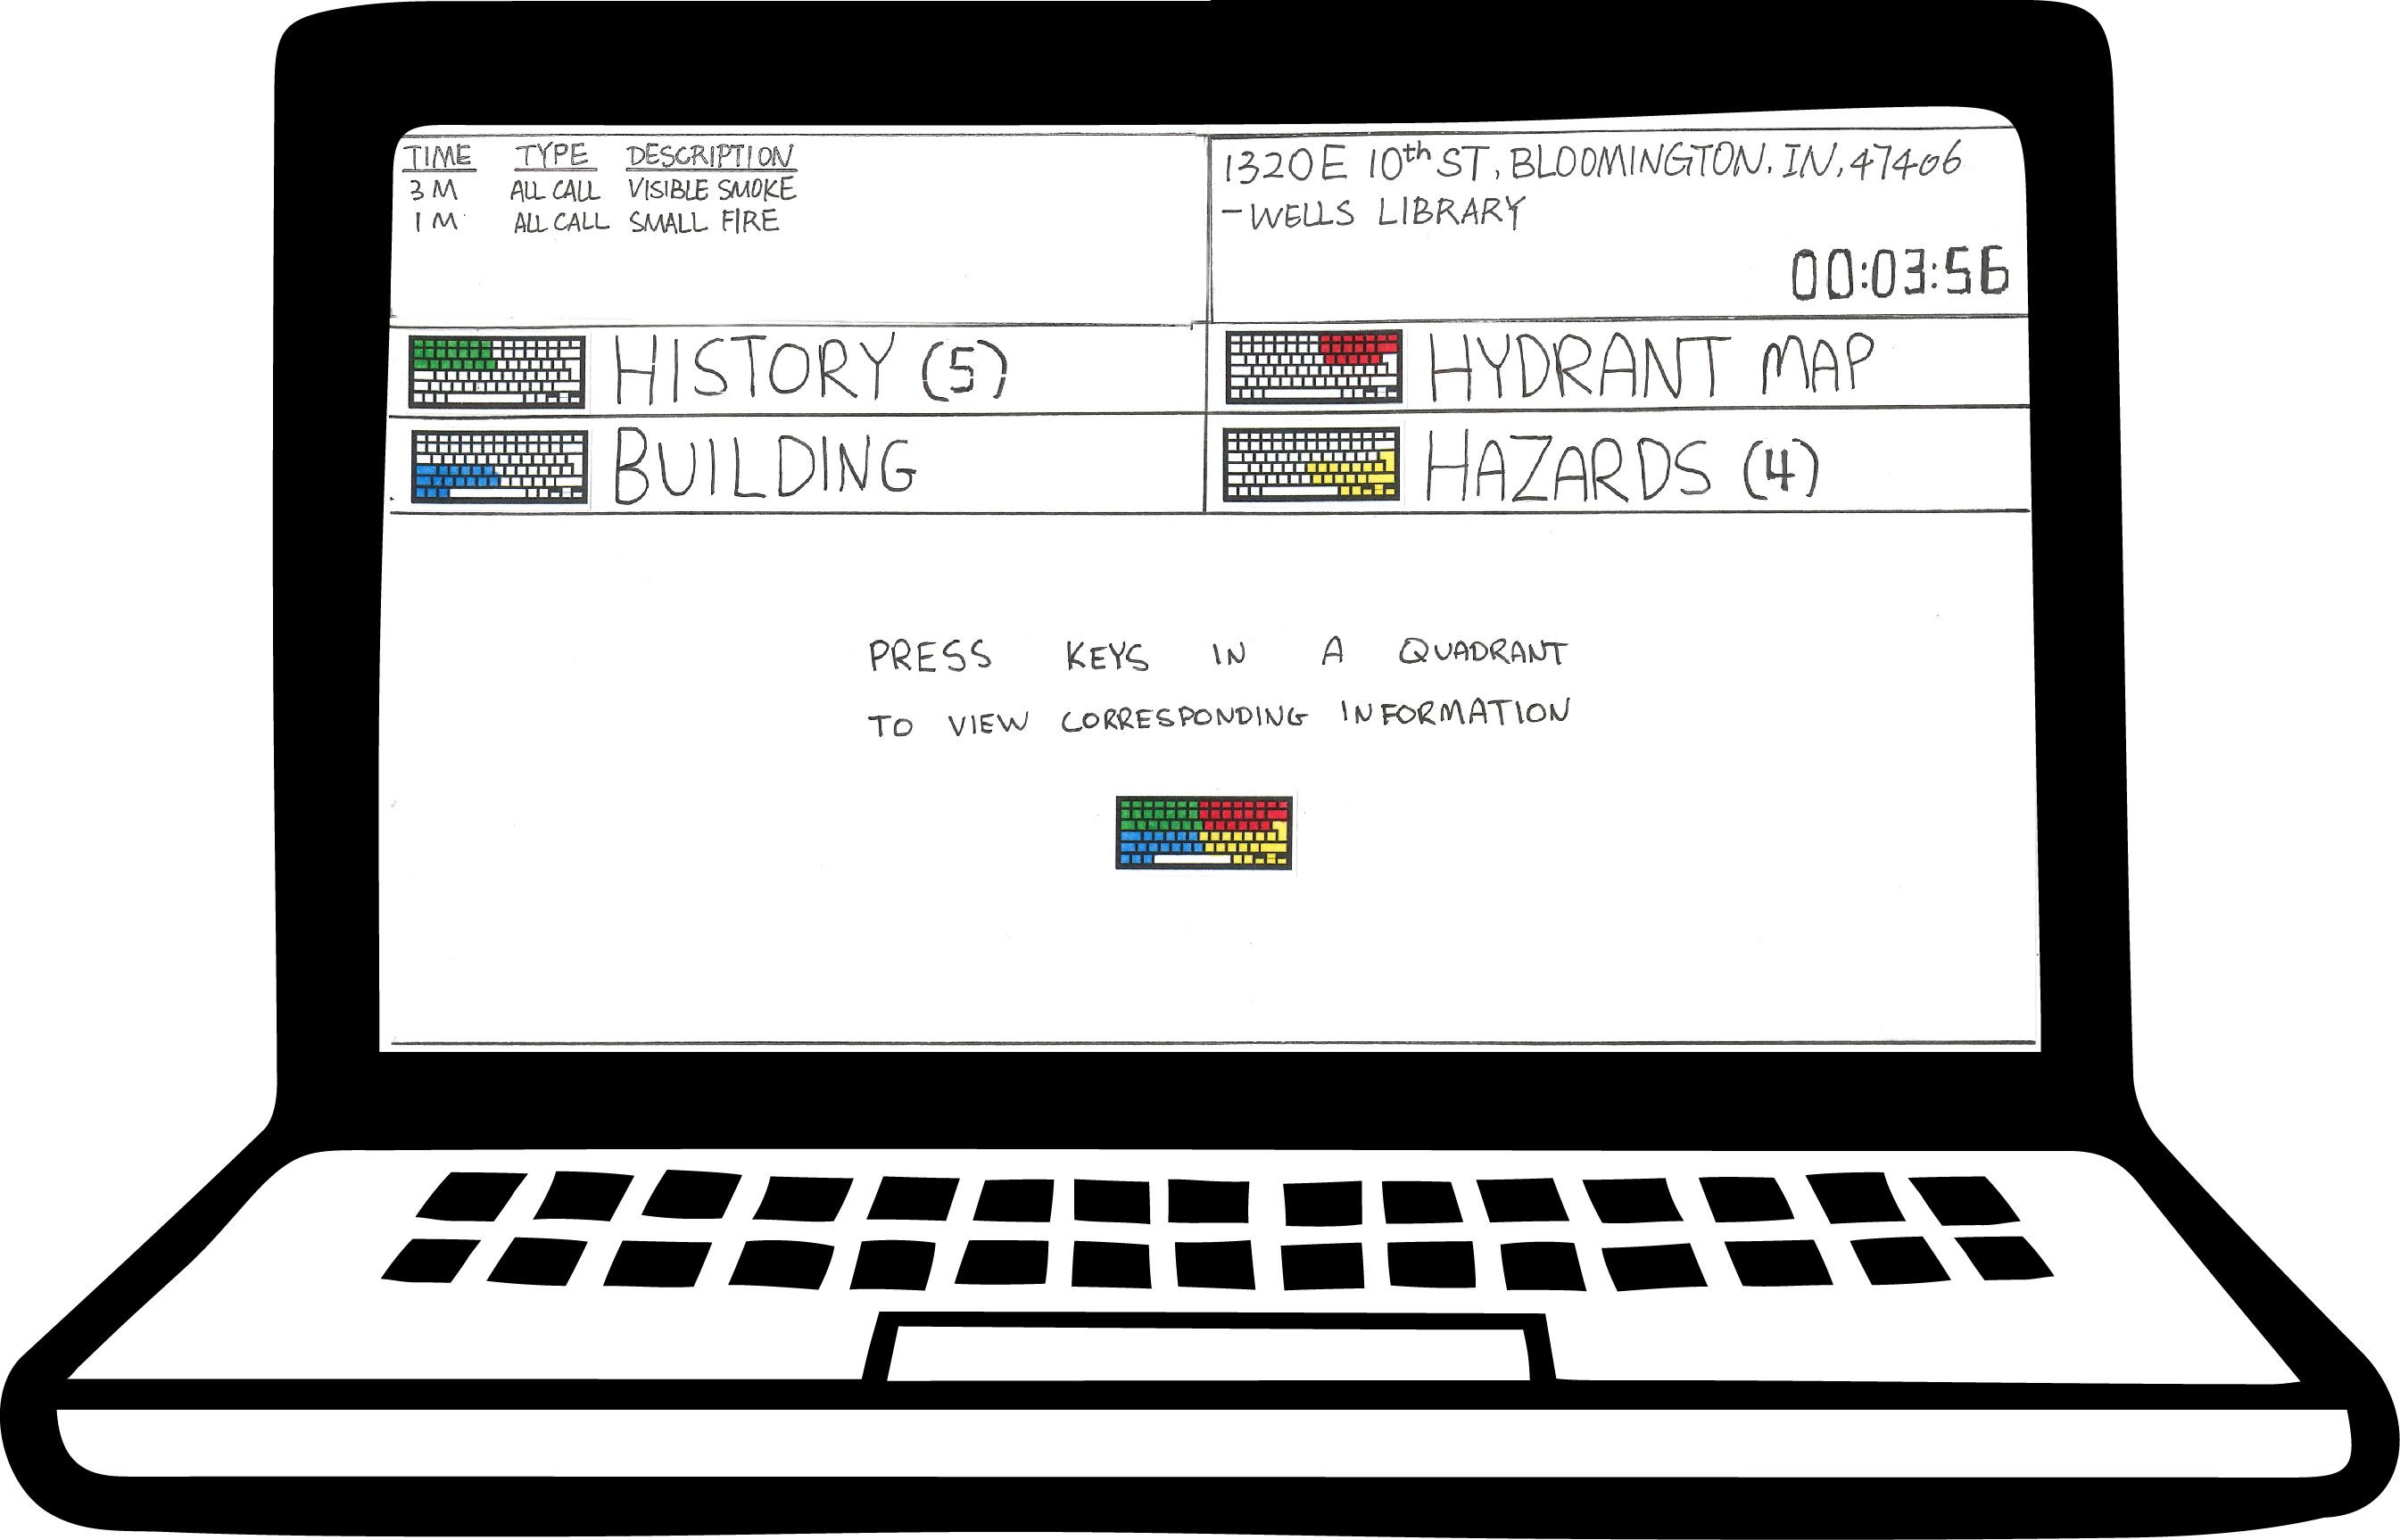 TIME TYPE DESCRIPTION
3 M ALL CALL VISIBLE SMOKE
1 M ALL CALL SMALL FIRE
1320 E 10th ST, BLOOMINGTON, IN, 47406
- WELLS LIBRARY
00:03:56
HISTORY (5)
HYDRANT MAP
BUILDING
HAZARDS (4)
PRESS KEYS IN A QUADRANT
TO VIEW CORRESPONDING INFORMATION